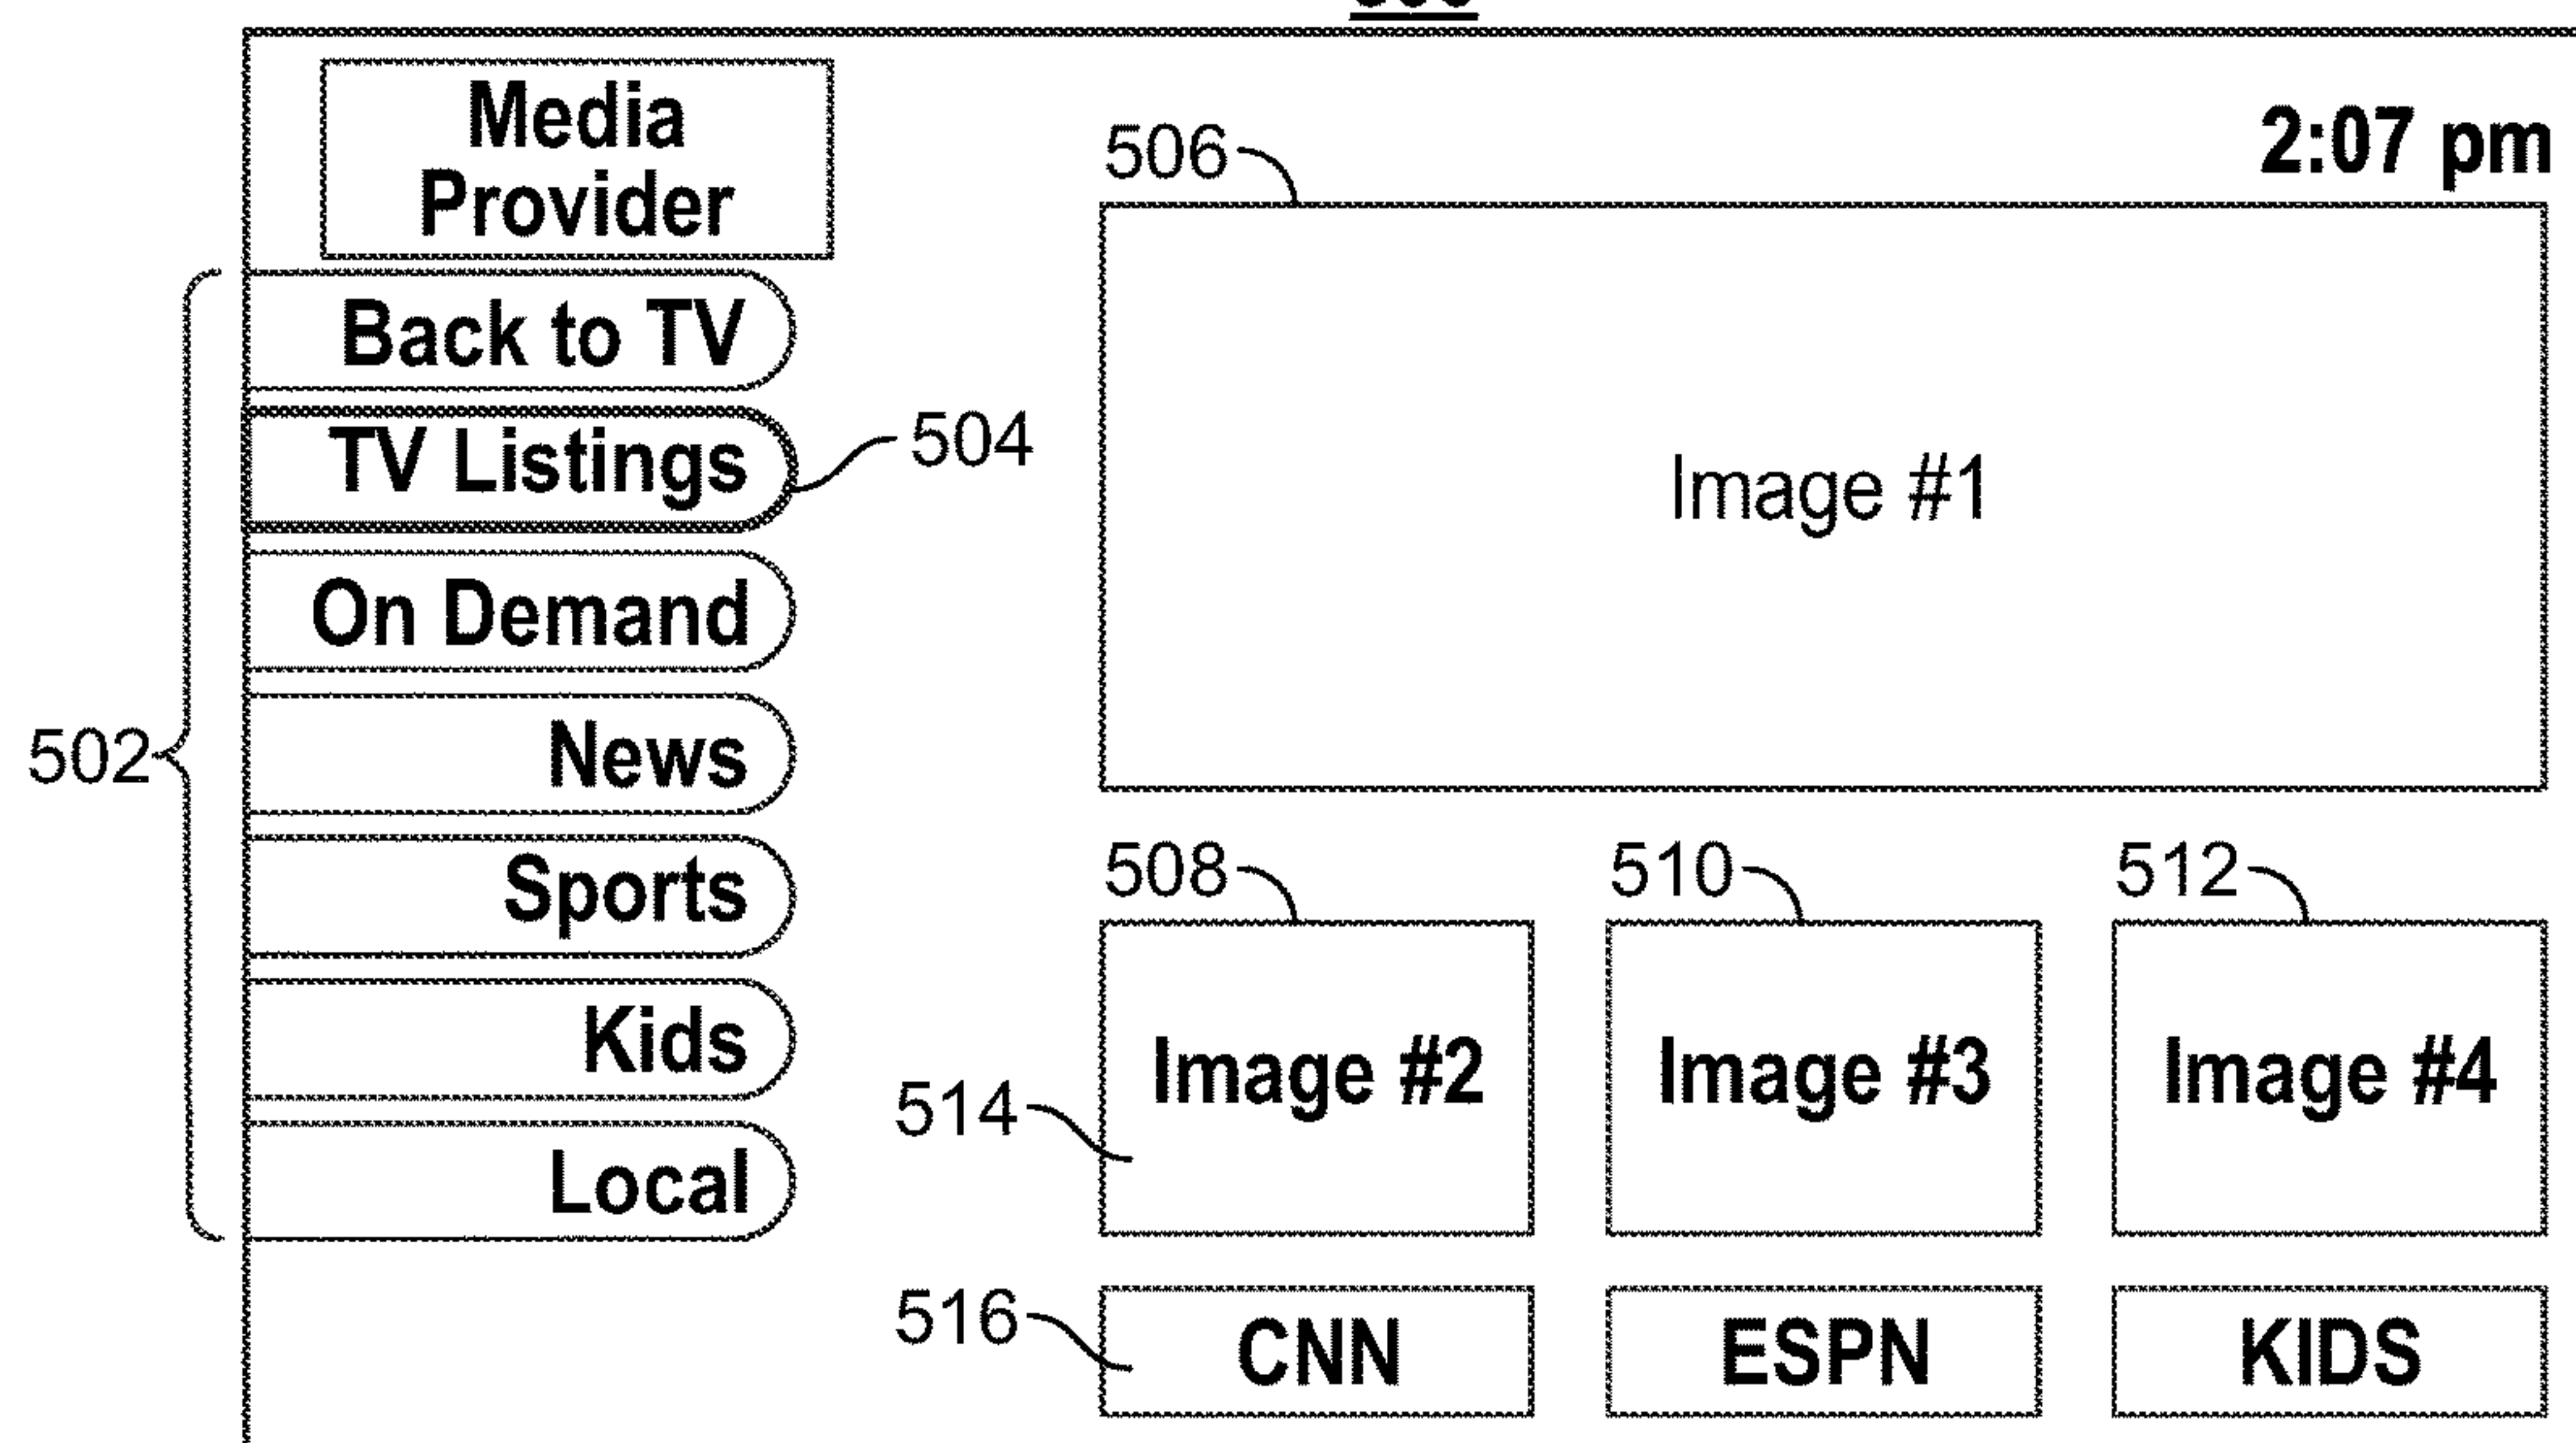 Media
Provider
2:07 pm
506
Back to TV
TV Listings
504
Image #1
On Demand
502
News
Sports
Kids
Local
508
510
512
Image #2
Image #3
Image #4
514
516
CNN
ESPN
KIDS